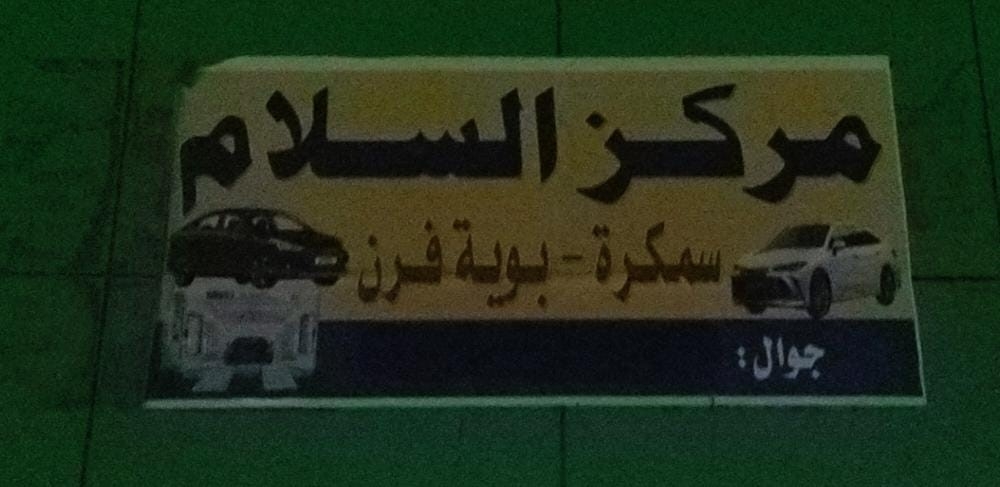 مركز السلام
سمكرة - بوية فرن
جوال :